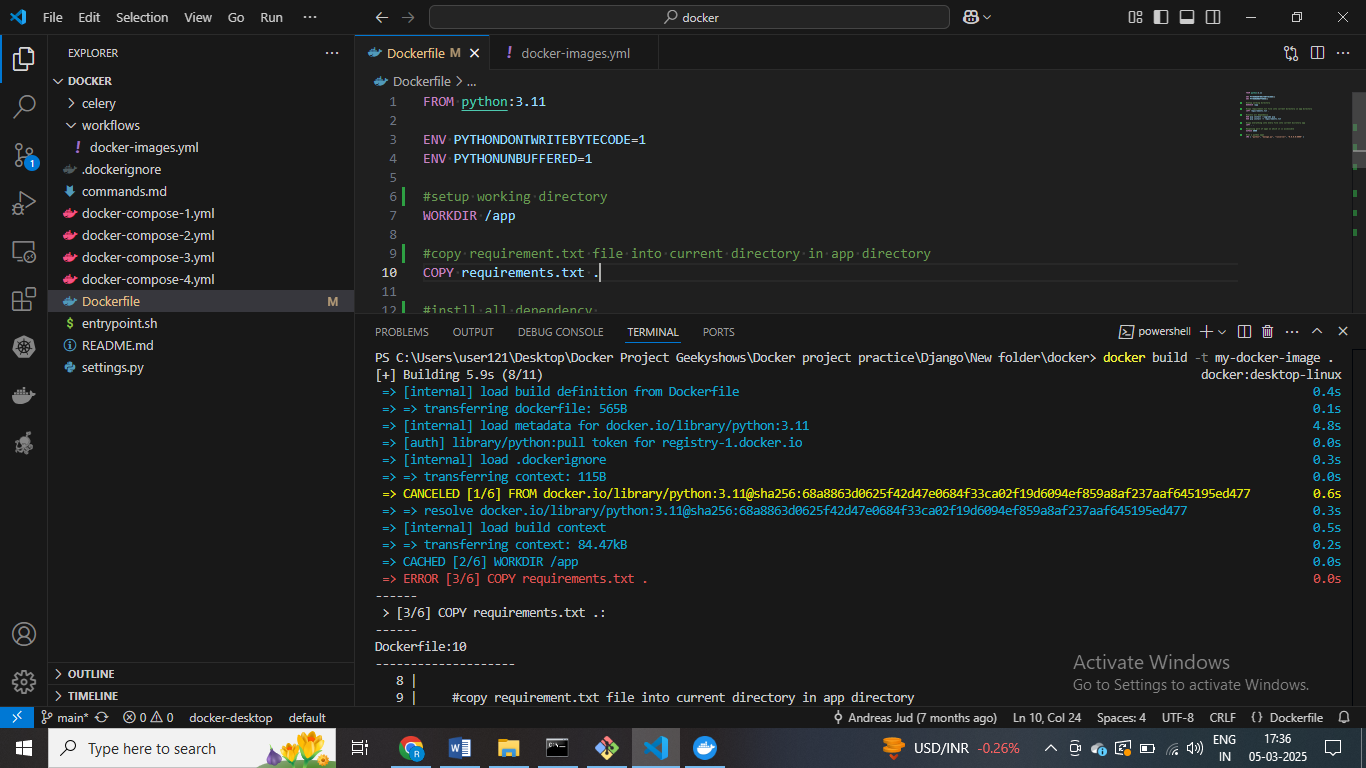 File Edit Selection View Go Run ···
docker
EXPLORER
DOCKER
celery
workflows
! docker-images.yml
.dockerignore
commands.md
docker-compose-1.yml
docker-compose-2.yml
docker-compose-3.yml
docker-compose-4.yml
Dockerfile M
$ entrypoint.sh
README.md
settings.py
OUTLINE
TIMELINE
Dockerfile M
! docker-images.yml
Dockerfile > ...
1 FROM python:3.11
2
3 ENV PYTHONDONTWRITEBYTECODE=1
4 ENV PYTHONUNBUFFERED=1
5
6 #setup working directory
7 WORKDIR /app
8
9 #copy requirement.txt file into current directory in app directory
10 COPY requirements.txt .
11
12 #instll all dependency
PROBLEMS OUTPUT DEBUG CONSOLE TERMINAL PORTS
powershell
PS C:\Users\user121\Desktop\Docker Project Geekyshows\Docker project practice\Django\New folder\docker> docker build -t my-docker-image .
[+] Building 5.9s (8/11) docker:desktop-linux
=> [internal] load build definition from Dockerfile 0.4s
=> => transferring dockerfile: 565B 0.1s
=> [internal] load metadata for docker.io/library/python:3.11 4.8s
=> [auth] library/python:pull token for registry-1.docker.io 0.0s
=> [internal] load .dockerignore 0.3s
=> => transferring context: 115B 0.0s
=> CANCELED [1/6] FROM docker.io/library/python:3.11@sha256:68a8863d0625f42d47e0684f33ca02f19d6094ef859a8af237aaf645195ed477 0.6s
=> => resolve docker.io/library/python:3.11@sha256:68a8863d0625f42d47e0684f33ca02f19d6094ef859a8af237aaf645195ed477 0.3s
=> [internal] load build context 0.5s
=> => transferring context: 84.47kB 0.2s
=> CACHED [2/6] WORKDIR /app 0.0s
=> ERROR [3/6] COPY requirements.txt . 0.0s
------
> [3/6] COPY requirements.txt .:
------
Dockerfile:10
--------------------
8 |
9 | #copy requirement.txt file into current directory in app directory
Activate Windows
Go to Settings to activate Windows.
1
main* 0 0 docker-desktop default
Andreas Jud (7 months ago) Ln 10, Col 24 Spaces: 4 UTF-8 CRLF {} Dockerfile
Type here to search
USD/INR -0.26%
ENG
IN
17:36
05-03-2025